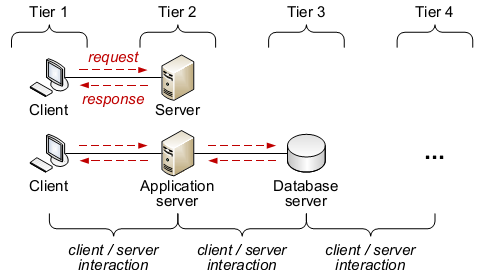 Tier 1 Tier 2 Tier 3 Tier 4
request
response
Client Server
...
Client Application server Database server
client / server interaction client / server interaction client / server interaction